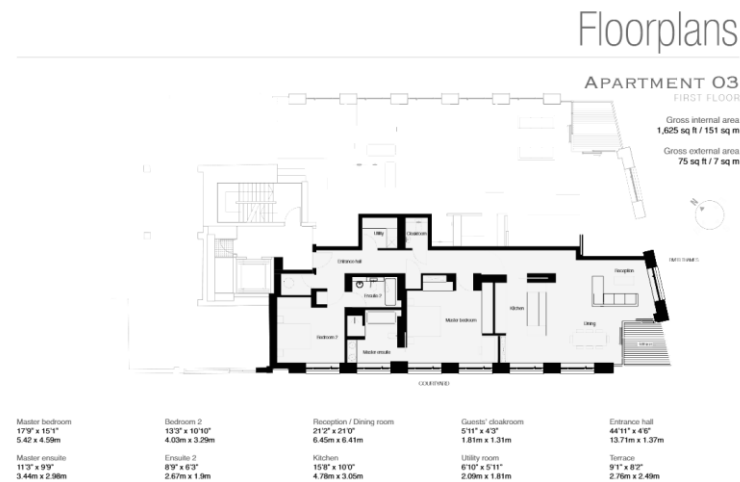 Floorplans
APARTMENT 03
FIRST FLOOR
Gross internal area
1,625 sq ft / 151 sq m
Gross external area
75 sq ft / 7 sq m
N
Utility
Cloakroom
Entrance hall
RIVER THAMES
Reception
Ensuite 2
Kitchen
Master bedroom
Dining
Bedroom 2
Terrace
Master ensuite
COURTYARD
Master bedroom
17'9" x 15'1"
5.42 x 4.59m
Bedroom 2
13'3" x 10'10"
4.03m x 3.29m
Reception / Dining room
21'2" x 21'0"
6.45m x 6.41m
Guests' cloakroom
5'11" x 4'3"
1.81m x 1.31m
Entrance hall
44'11" x 4'6"
13.71m x 1.37m
Master ensuite
11'3" x 9'9"
3.44m x 2.98m
Ensuite 2
8'9" x 6'3"
2.67m x 1.9m
Kitchen
15'8" x 10'0"
4.78m x 3.05m
Utility room
6'10" x 5'11"
2.09m x 1.81m
Terrace
9'1" x 8'2"
2.76m x 2.49m